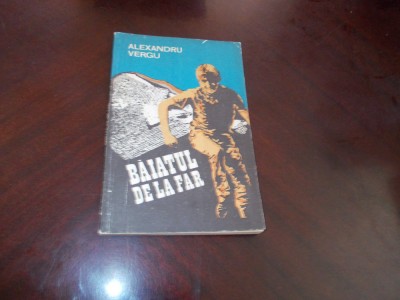 ALEXANDRU
VERGU
BĂIATUL
DE LA FAR